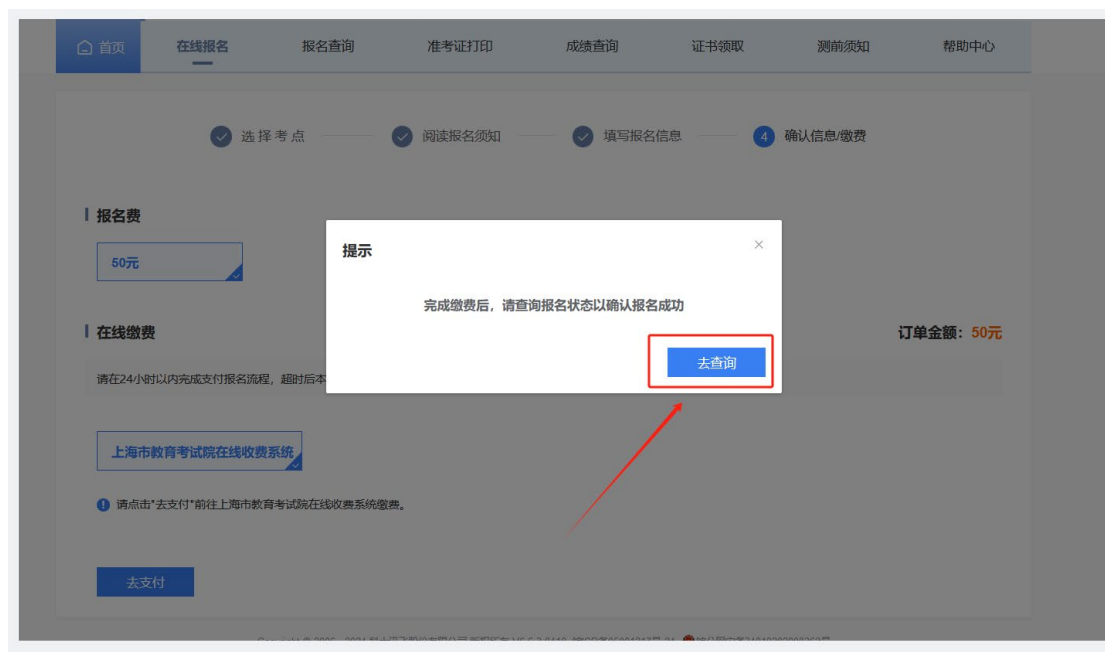 首页 在线报名 报名查询 准考证打印 成绩查询 证书领取 测前须知 帮助中心
选择考点 阅读报名须知 填写报名信息 4 确认信息/缴费
报名费
50元
提示
完成缴费后，请查询报名状态以确认报名成功
去查询
在线缴费 订单金额：50元
请在24小时以内完成支付报名流程，超时后本
上海市教育考试院在线收费系统
请点击"去支付"前往上海市教育考试院在线收费系统缴费。
去支付